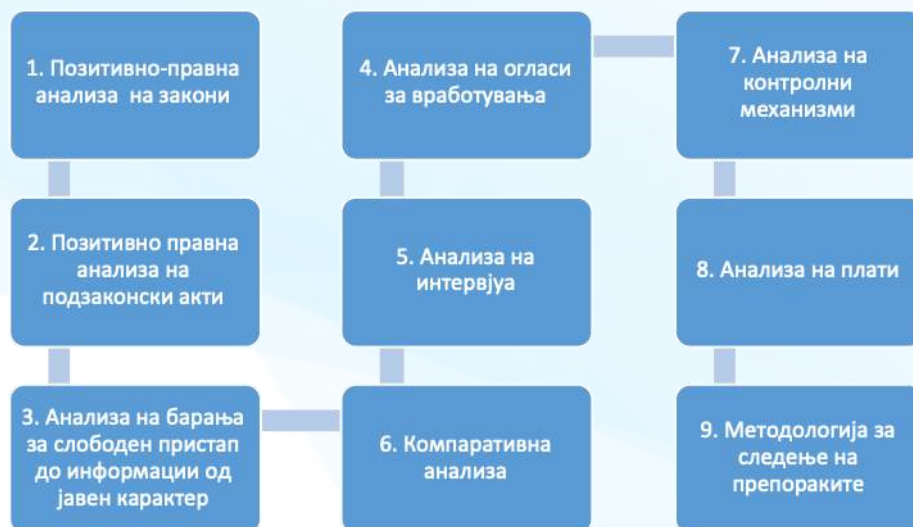 1. Позитивно-правна
анализа на закони
2. Позитивно правна
анализа на
подзаконски акти
3. Анализа на барања
за слободен пристап
до информации од
јавен карактер
4. Анализа на огласи
за вработувања
5. Анализа на
интервјуа
6. Компаративна
анализа
7. Анализа на
контролни
механизми
8. Анализа на плати
9. Методологија за
следење на
препораките